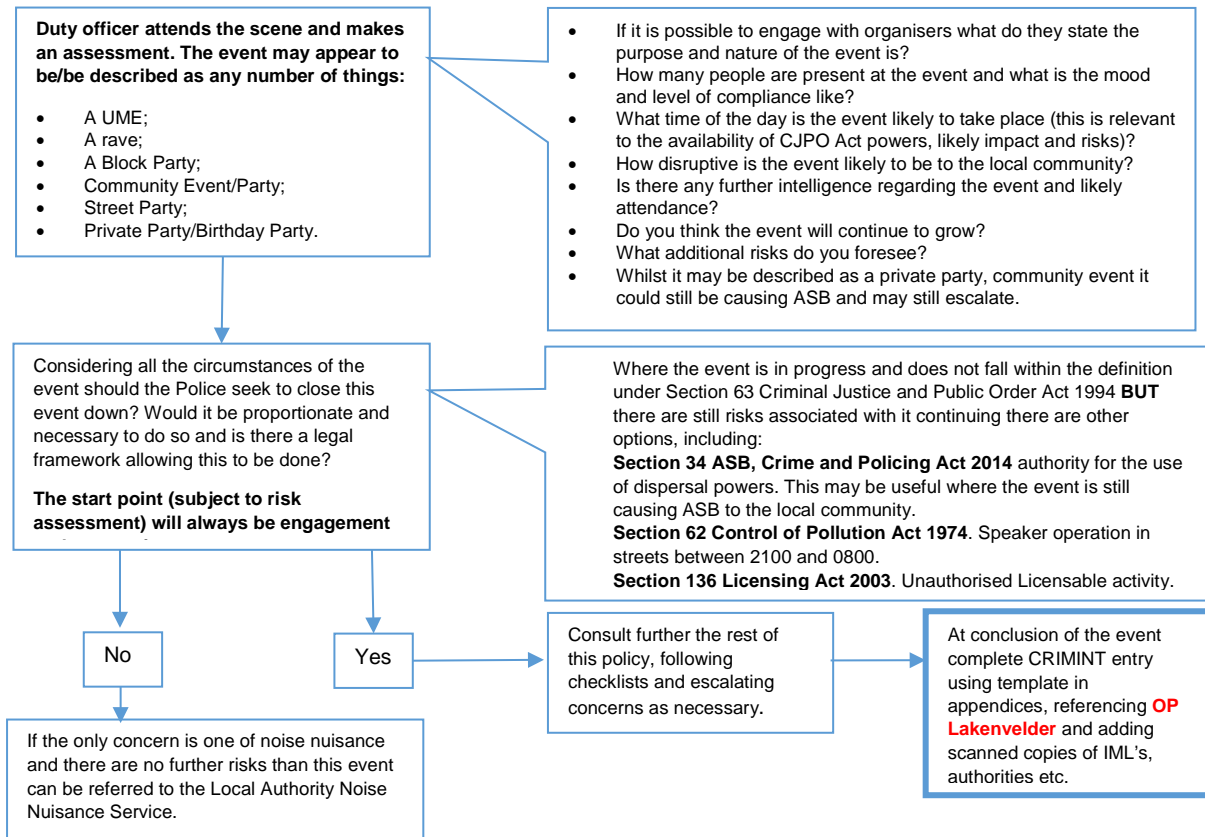 Duty officer attends the scene and makes
an assessment. The event may appear to
be/be described as any number of things:
• A UME;
• A rave;
• A Block Party;
• Community Event/Party;
• Street Party;
• Private Party/Birthday Party.
• If it is possible to engage with organisers what do they state the
purpose and nature of the event is?
• How many people are present at the event and what is the mood
and level of compliance like?
• What time of the day is the event likely to take place (this is relevant
to the availability of CJPO Act powers, likely impact and risks)?
• How disruptive is the event likely to be to the local community?
• Is there any further intelligence regarding the event and likely
attendance?
• Do you think the event will continue to grow?
• What additional risks do you foresee?
• Whilst it may be described as a private party, community event it
could still be causing ASB and may still escalate.
Considering all the circumstances of the
event should the Police seek to close this
event down? Would it be proportionate and
necessary to do so and is there a legal
framework allowing this to be done?
The start point (subject to risk
assessment) will always be engagement
Where the event is in progress and does not fall within the definition
under Section 63 Criminal Justice and Public Order Act 1994 BUT
there are still risks associated with it continuing there are other
options, including:
Section 34 ASB, Crime and Policing Act 2014 authority for the use
of dispersal powers. This may be useful where the event is still
causing ASB to the local community.
Section 62 Control of Pollution Act 1974. Speaker operation in
streets between 2100 and 0800.
Section 136 Licensing Act 2003. Unauthorised Licensable activity.
No
Yes
Consult further the rest of
this policy, following
checklists and escalating
concerns as necessary.
At conclusion of the event
complete CRIMINT entry
using template in
appendices, referencing OP
Lakenvelder and adding
scanned copies of IML's,
authorities etc.
If the only concern is one of noise nuisance
and there are no further risks than this event
can be referred to the Local Authority Noise
Nuisance Service.